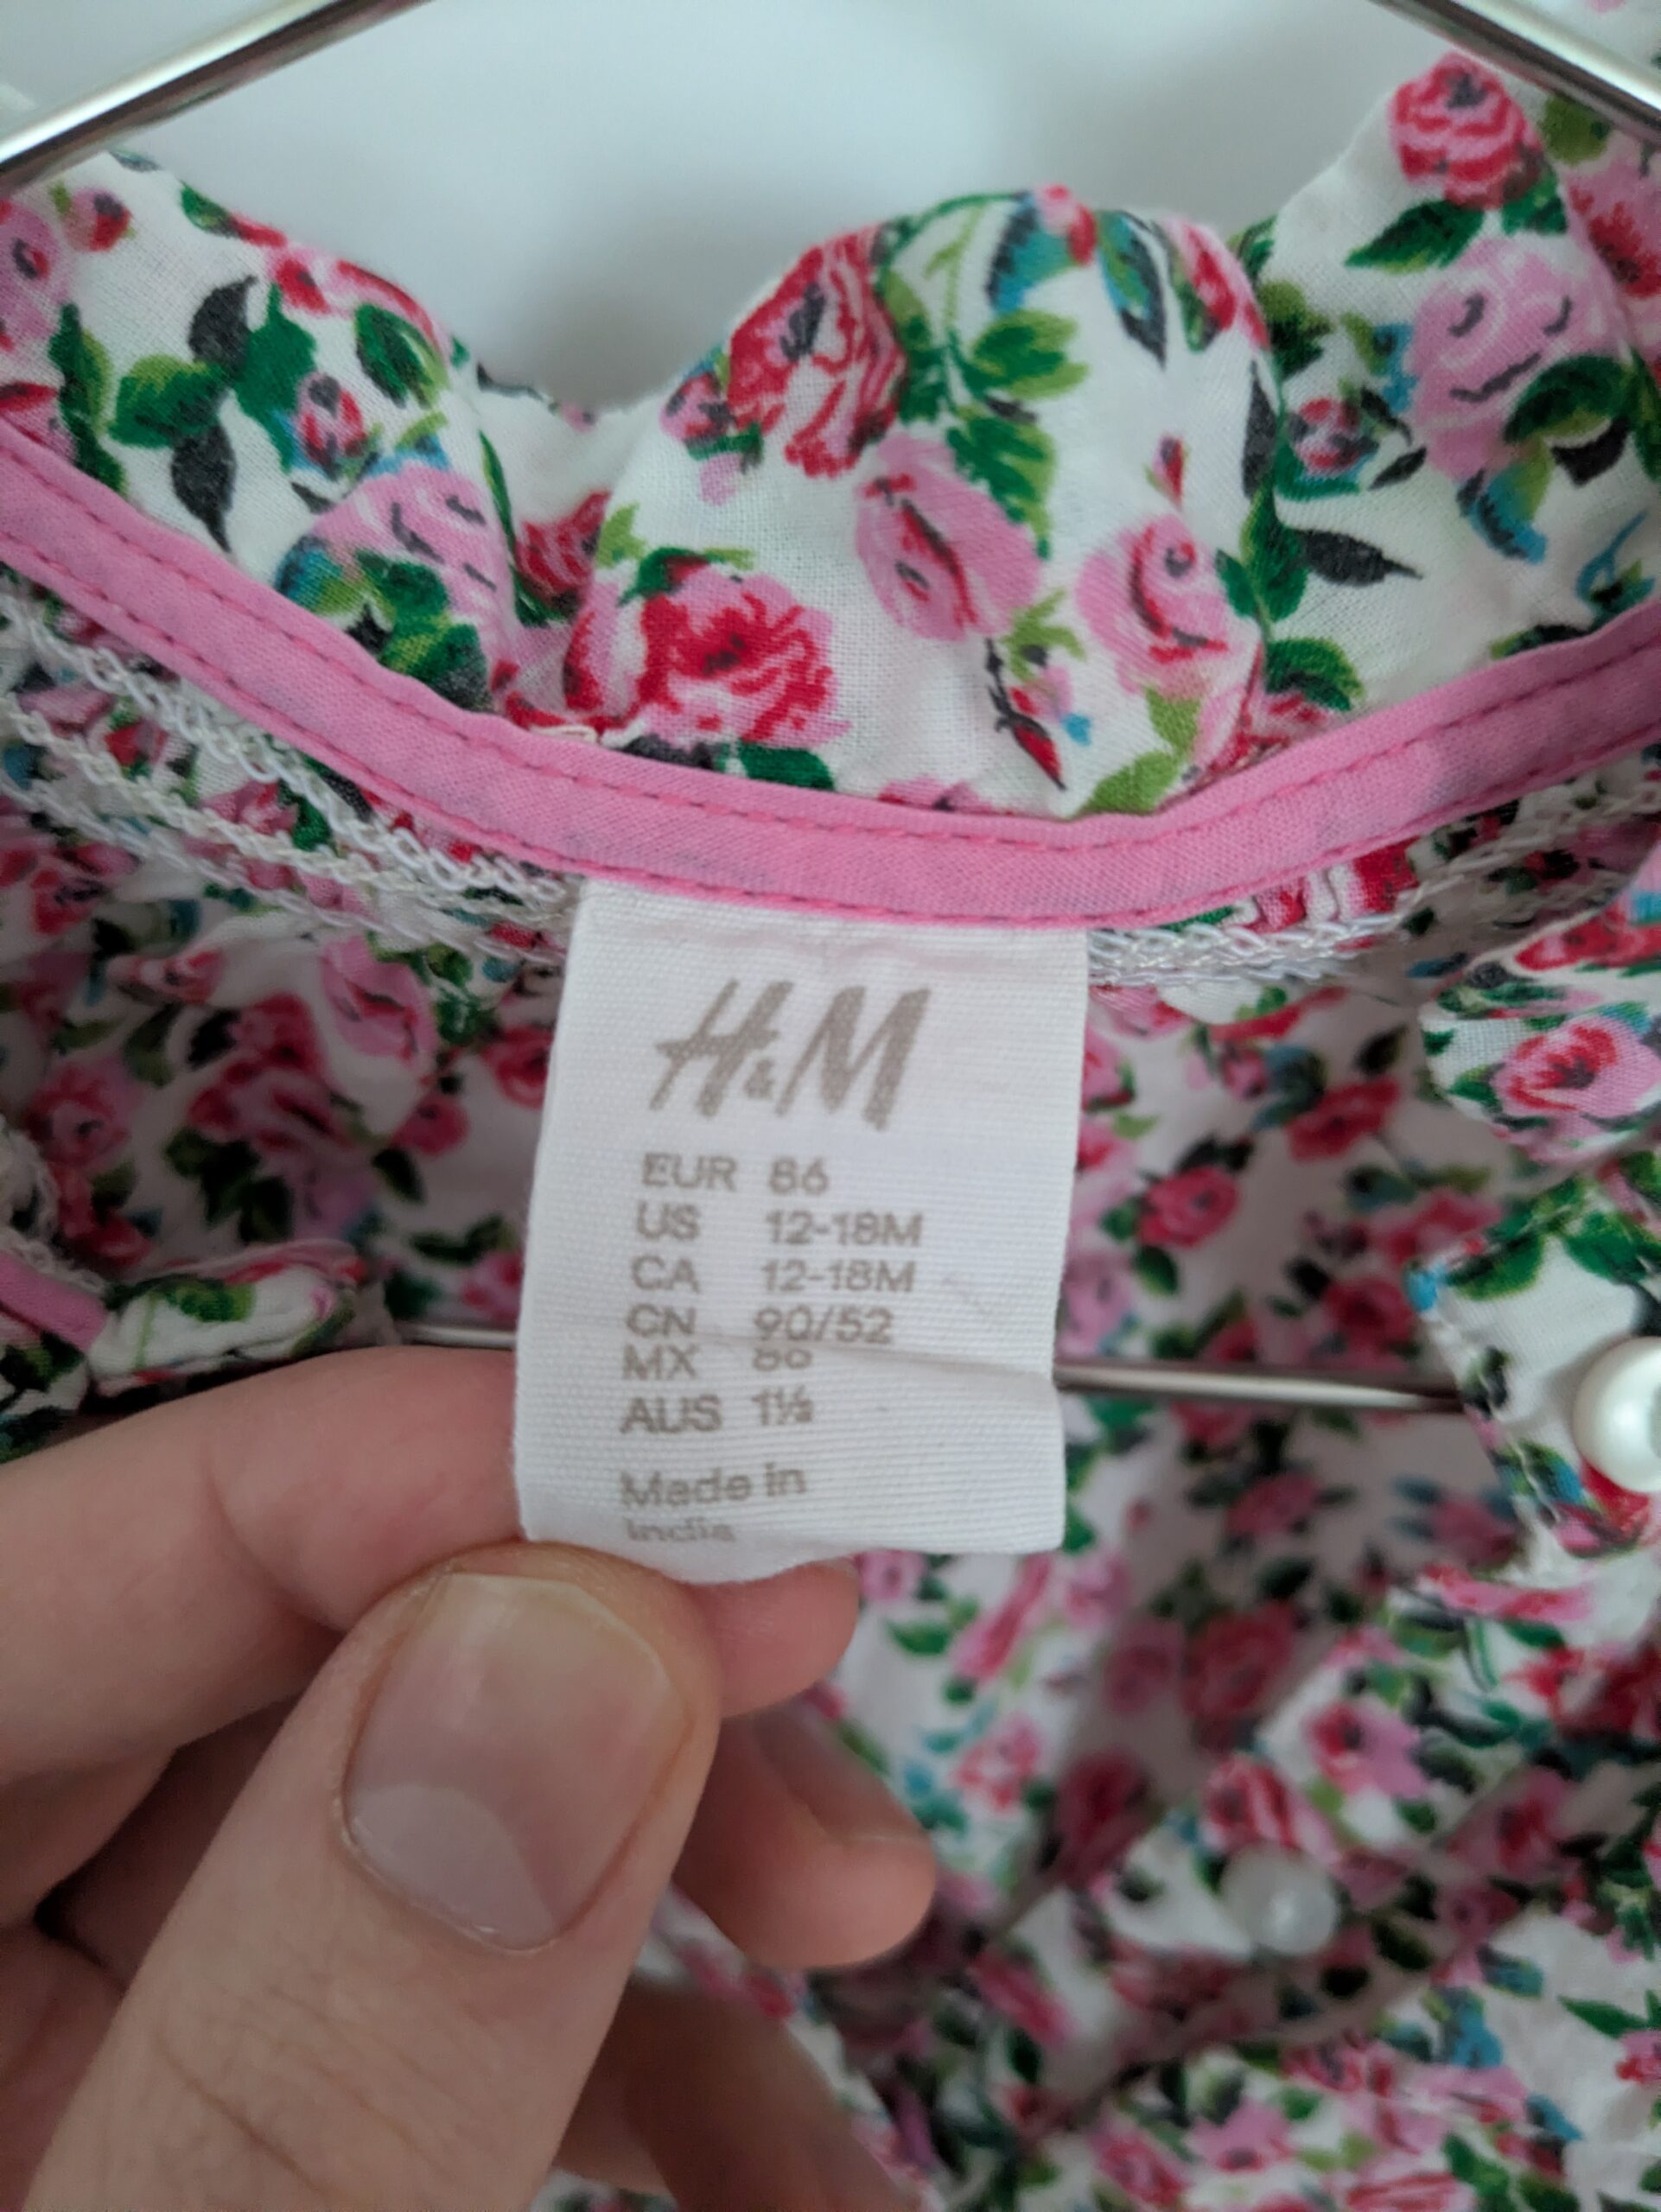 H&M
EUR 86
US 12-18M
CA 12-18M
CN 90/52
MX 86
AUS 1½
Made in
India